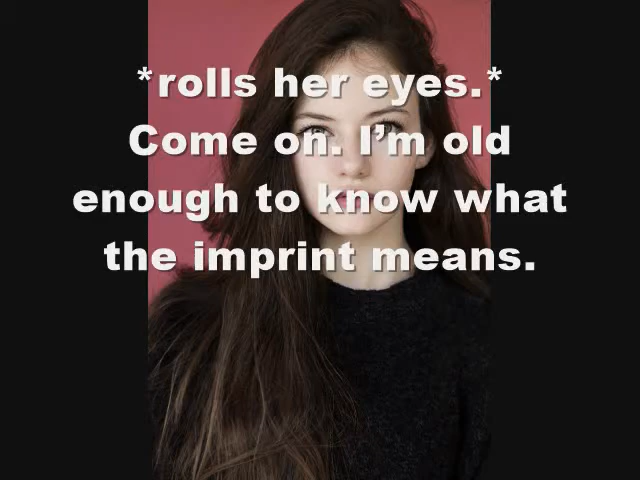 *rolls her eyes.*
Come on. I’m old
enough to know what
the imprint means.